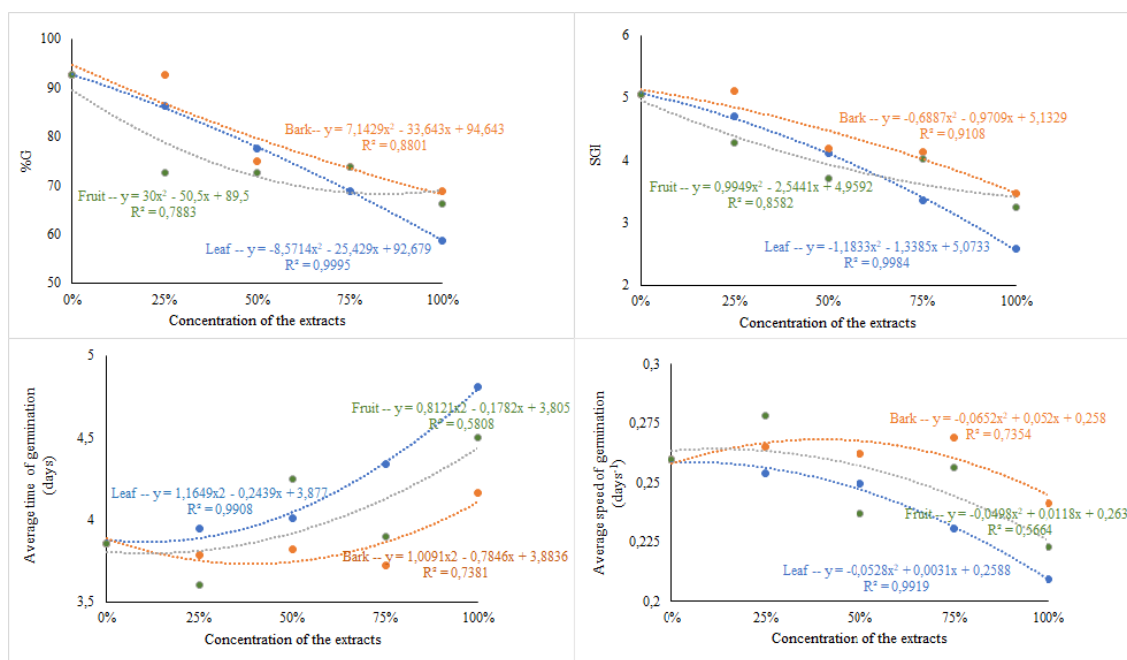 100
90
80
70
60
50
%G
0%
25%
50%
75%
100%
Concentration of the extracts
Bark-- y = 7,1429x² - 33,643x + 94,643
R² = 0,8801
Fruit -- y = 30x² - 50,5x + 89,5
R² = 0,7883
Leaf -- y = -8,5714x² - 25,429x + 92,679
R² = 0,9995
6
5
4
3
2
SGI
0%
25%
50%
75%
100%
Concentration of the extracts
Bark -- y = -0,6887x² - 0,9709x + 5,1329
R² = 0,9108
Fruit -- y = 0,9949x² - 2,5441x + 4,9592
R² = 0,8582
Leaf -- y = -1,1833x² - 1,3385x + 5,0733
R² = 0,9984
5
4,5
4
3,5
Average time of germination
(days)
0%
25%
50%
75%
100%
Concentration of the extracts
Fruit -- y = 0,8121x2 - 0,1782x + 3,805
R² = 0,5808
Leaf -- y = 1,1649x2 - 0,2439x + 3,877
R² = 0,9908
Bark -- y = 1,0091x2 - 0,7846x + 3,8836
R² = 0,7381
0,3
0,275
0,25
0,225
0,2
Average speed of germination
(days⁻¹)
0%
25%
50%
75%
100%
Concentration of the extracts
Bark -- y = -0,0652x² + 0,052x + 0,258
R² = 0,7354
Fruit -- y = -0,0498x² + 0,0118x + 0,263
R² = 0,5664
Leaf -- y = -0,0528x² + 0,0031x + 0,2588
R² = 0,9919